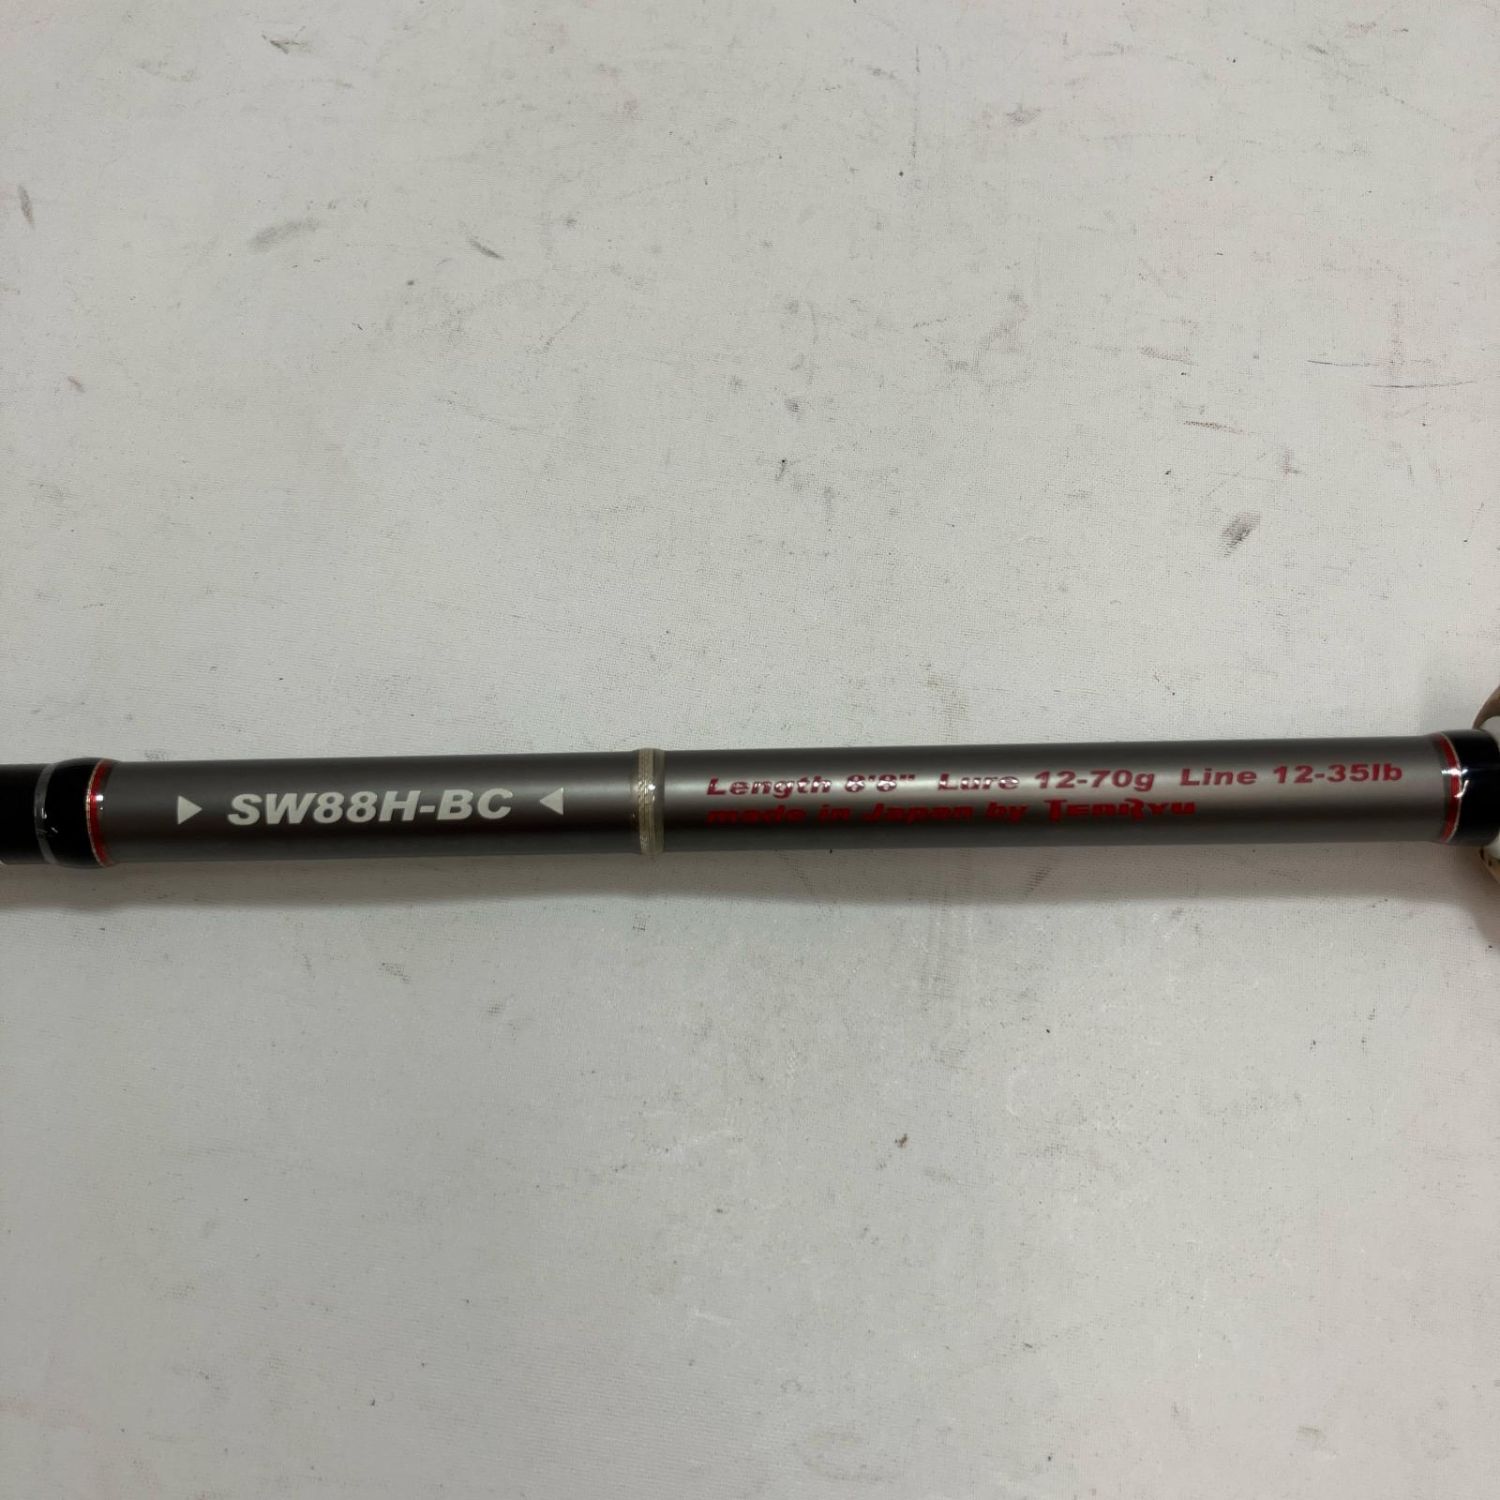 ▶ SW88H-BC ◀
Length 8'8" Lure 12-70g Line 12-35lb
made in Japan by TENRYU